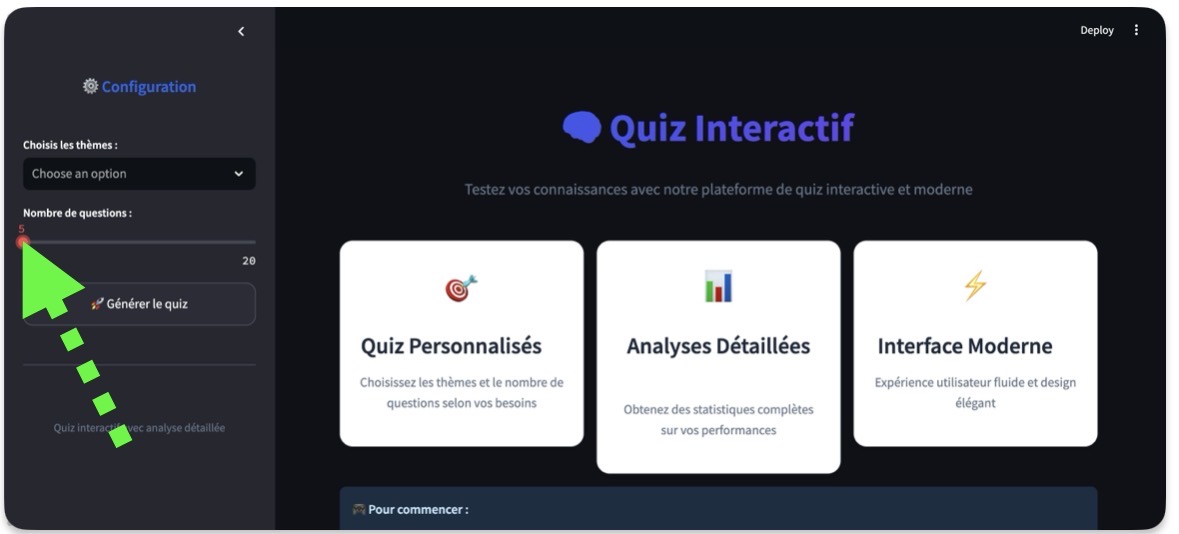 Deploy
Configuration
Choisis les thèmes :
Choose an option
Nombre de questions :
5
20
Générer le quiz
Quiz interactif avec analyse détaillée
Quiz Interactif
Testez vos connaissances avec notre plateforme de quiz interactive et moderne
Quiz Personnalisés
Choisissez les thèmes et le nombre de
questions selon vos besoins
Analyses Détaillées
Obtenez des statistiques complètes
sur vos performances
Interface Moderne
Expérience utilisateur fluide et design
élégant
Pour commencer :